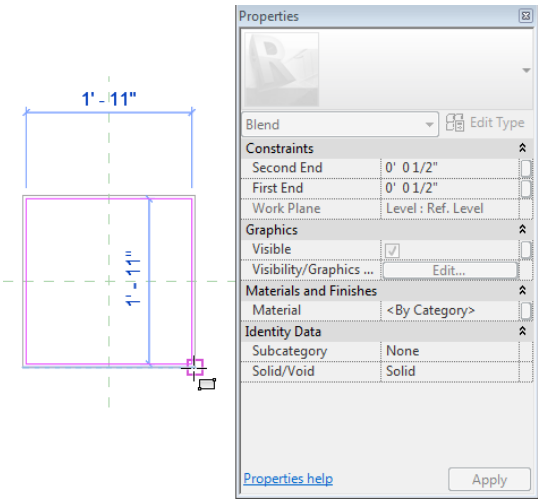 1' - 11"
1' - 11"
Properties
R
Blend
Edit Type
Constraints
Second End 0' 0 1/2"
First End 0' 0 1/2"
Work Plane Level : Ref. Level
Graphics
Visible
Visibility/Graphics ... Edit...
Materials and Finishes
Material <By Category>
Identity Data
Subcategory None
Solid/Void Solid
Properties help Apply